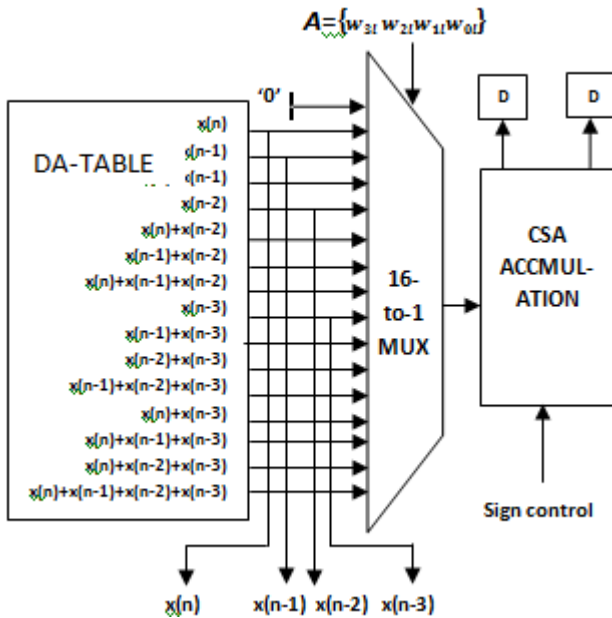 A={w3l w2l w1l w0l}
'0'
D D
DA-TABLE
x(n)
(n-1)
(n-1)
x(n-2)
x(n)+x(n-2)
x(n-1)+x(n-2)
x(n)+x(n-1)+x(n-2)
x(n-3)
x(n-1)+x(n-3)
x(n-2)+x(n-3)
x(n-1)+x(n-2)+x(n-3)
x(n)+x(n-3)
x(n)+x(n-1)+x(n-3)
x(n)+x(n-2)+x(n-3)
x(n)+x(n-1)+x(n-2)+x(n-3)
16-
to-1
MUX
CSA
ACCMUL-
ATION
Sign control
x(n) x(n-1) x(n-2) x(n-3)